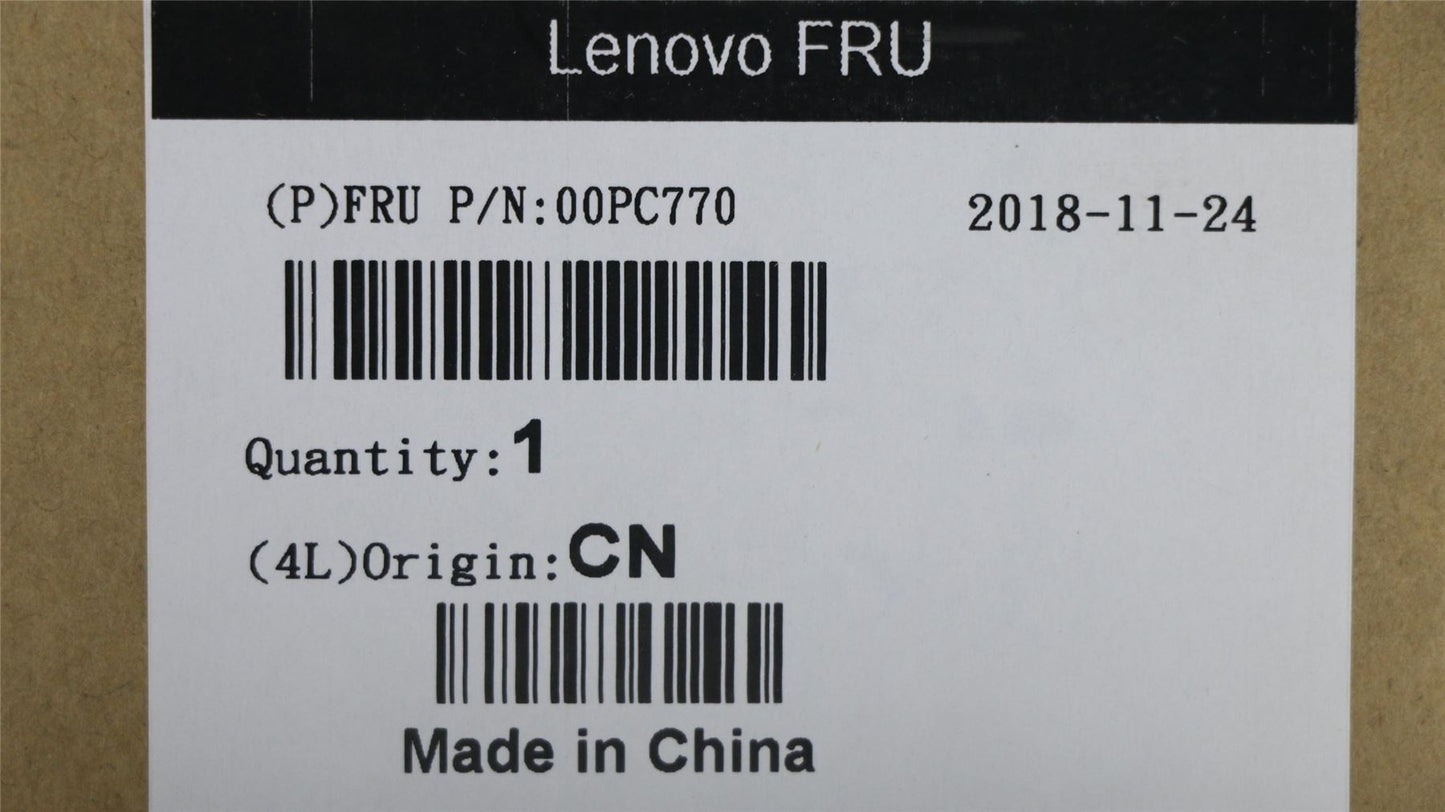 Lenovo FRU
(P)FRU P/N:00PC770 2018-11-24
Quantity:1
(4L)Origin:CN
Made in China